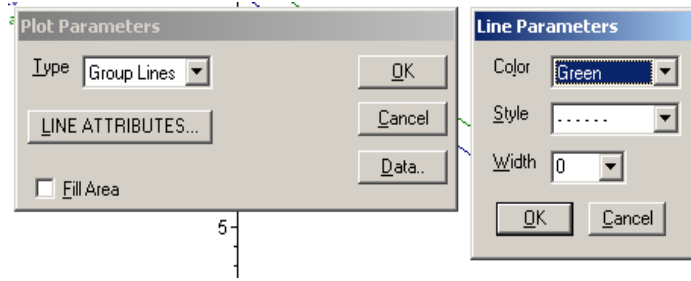 Plot Parameters
Type Group Lines
OK
LINE ATTRIBUTES...
Cancel
Data..
Fill Area
5
Line Parameters
Color Green
Style ......
Width 0
OK Cancel